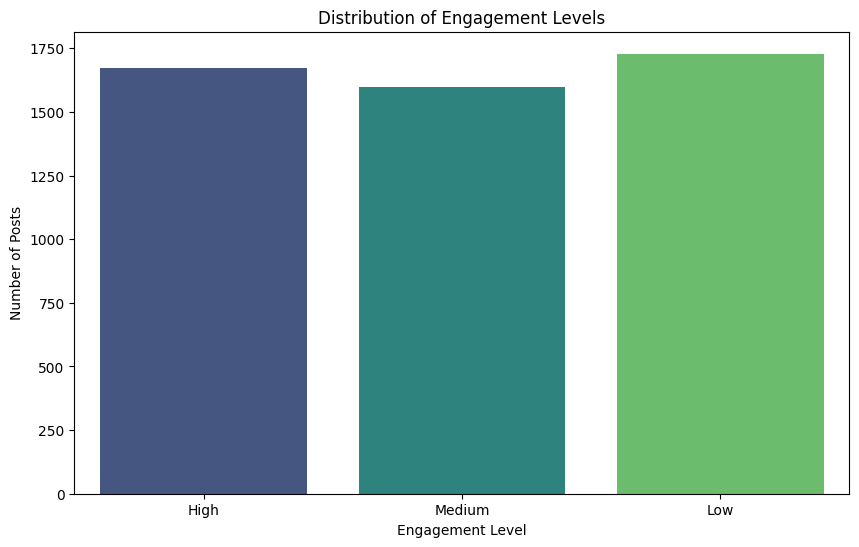 Distribution of Engagement Levels
Number of Posts
1750
1500
1250
1000
750
500
250
0
High Medium Low
Engagement Level